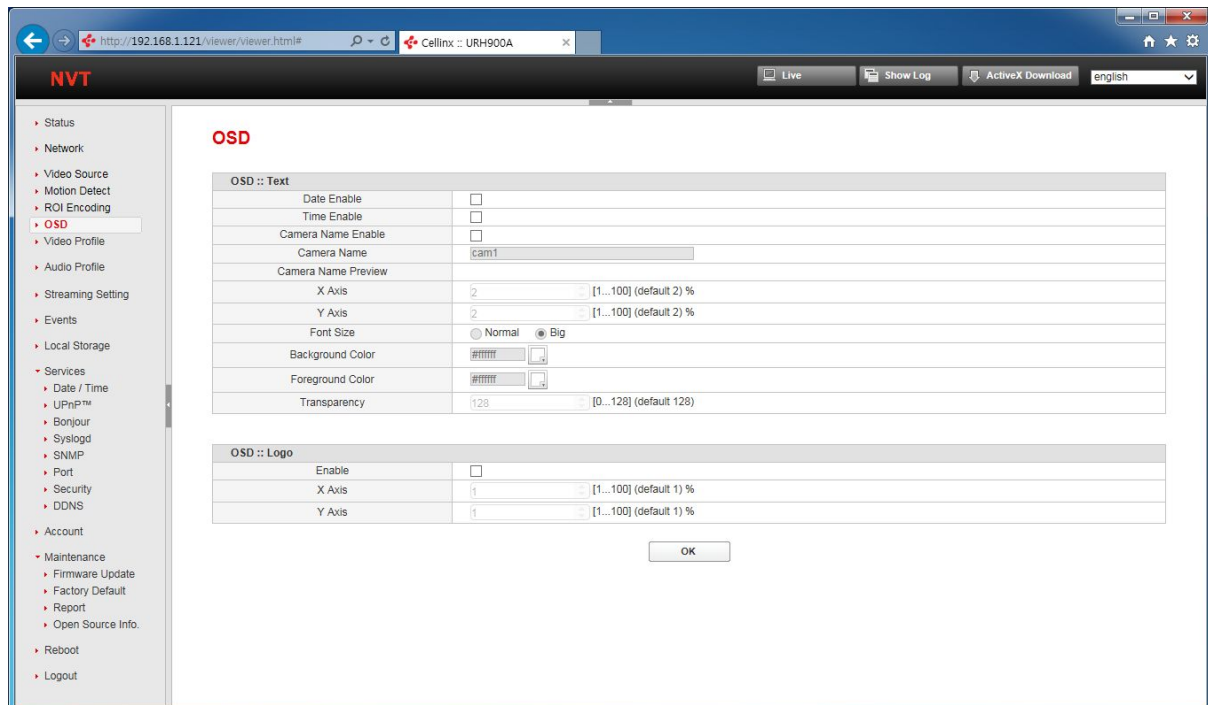 http://192.168.1.121/viewer/viewer.html#
Cellinx :: URH900A
NVT
Live
Show Log
ActiveX Download
english
Status
Network
Video Source
Motion Detect
ROI Encoding
OSD
Video Profile
Audio Profile
Streaming Setting
Events
Local Storage
Services
Date / Time
UPnP™
Bonjour
Syslogd
SNMP
Port
Security
DDNS
Account
Maintenance
Firmware Update
Factory Default
Report
Open Source Info.
Reboot
Logout
OSD
OSD :: Text
Date Enable
Time Enable
Camera Name Enable
Camera Name cam1
Camera Name Preview
X Axis 2 [1...100] (default 2) %
Y Axis 2 [1...100] (default 2) %
Font Size Normal Big
Background Color #ffffff
Foreground Color #ffffff
Transparency 128 [0...128] (default 128)
OSD :: Logo
Enable
X Axis 1 [1...100] (default 1) %
Y Axis 1 [1...100] (default 1) %
OK